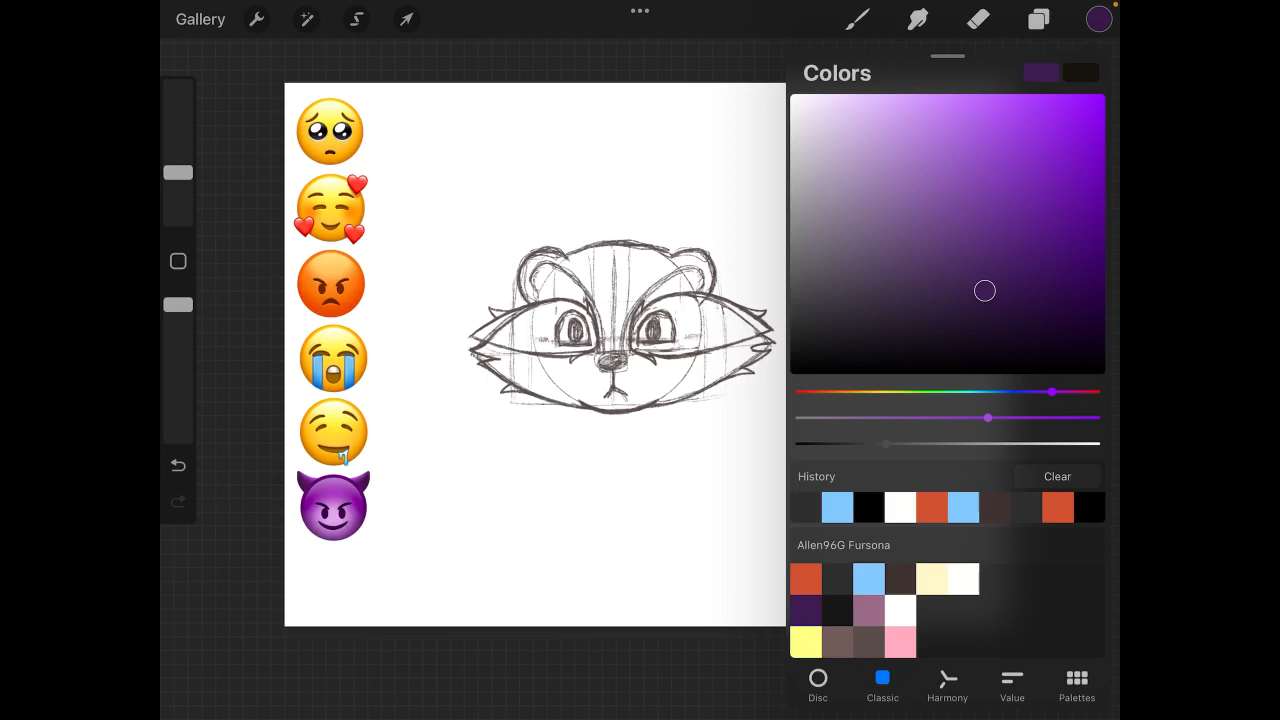 Gallery
Colors
History
Clear
Allen96G Fursona
Disc
Classic
Harmony
Value
Palettes